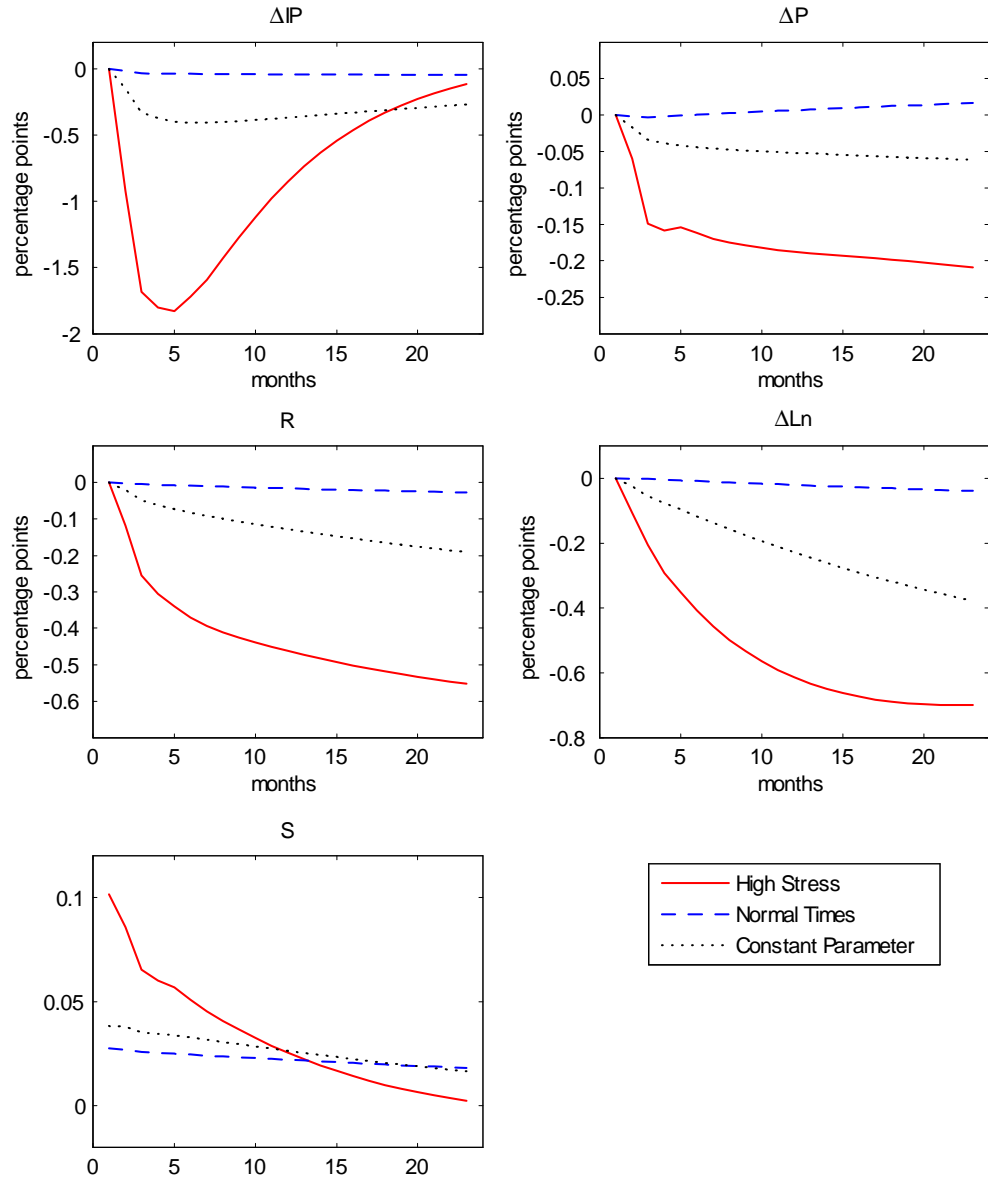 ΔIP
percentage points
0
-0.5
-1
-1.5
-2
0 5 10 15 20
months
ΔP
percentage points
0.05
0
-0.05
-0.1
-0.15
-0.2
-0.25
0 5 10 15 20
months
R
percentage points
0
-0.1
-0.2
-0.3
-0.4
-0.5
-0.6
0 5 10 15 20
months
ΔLn
percentage points
0
-0.2
-0.4
-0.6
-0.8
0 5 10 15 20
months
S
0.1
0.05
0
0 5 10 15 20
High Stress
Normal Times
Constant Parameter